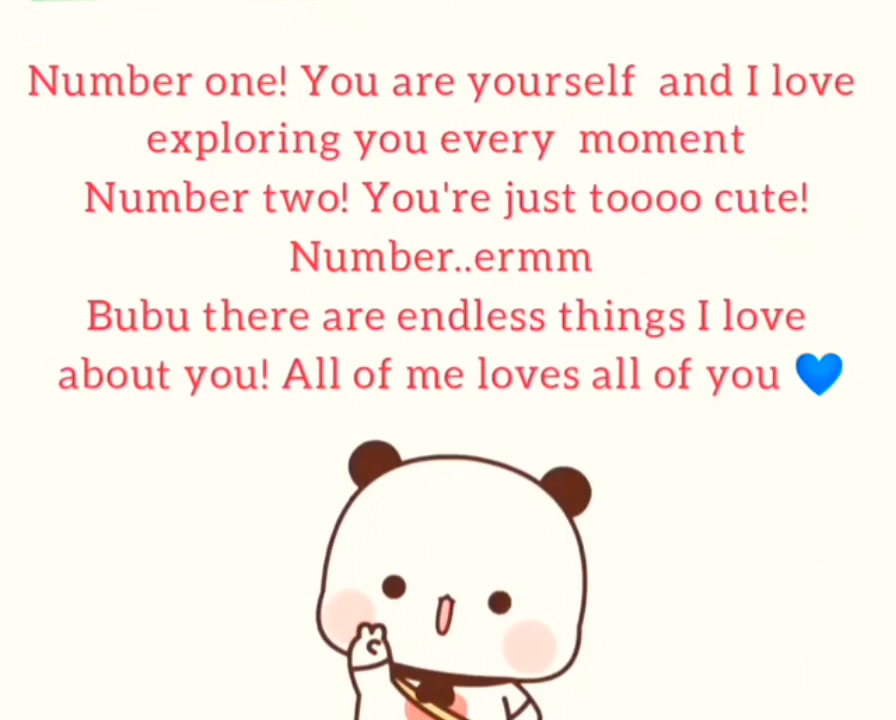 Number one! You are yourself and I love
exploring you every moment
Number two! You're just toooo cute!
Number..ermm
Bubu there are endless things I love
about you! All of me loves all of you 💙